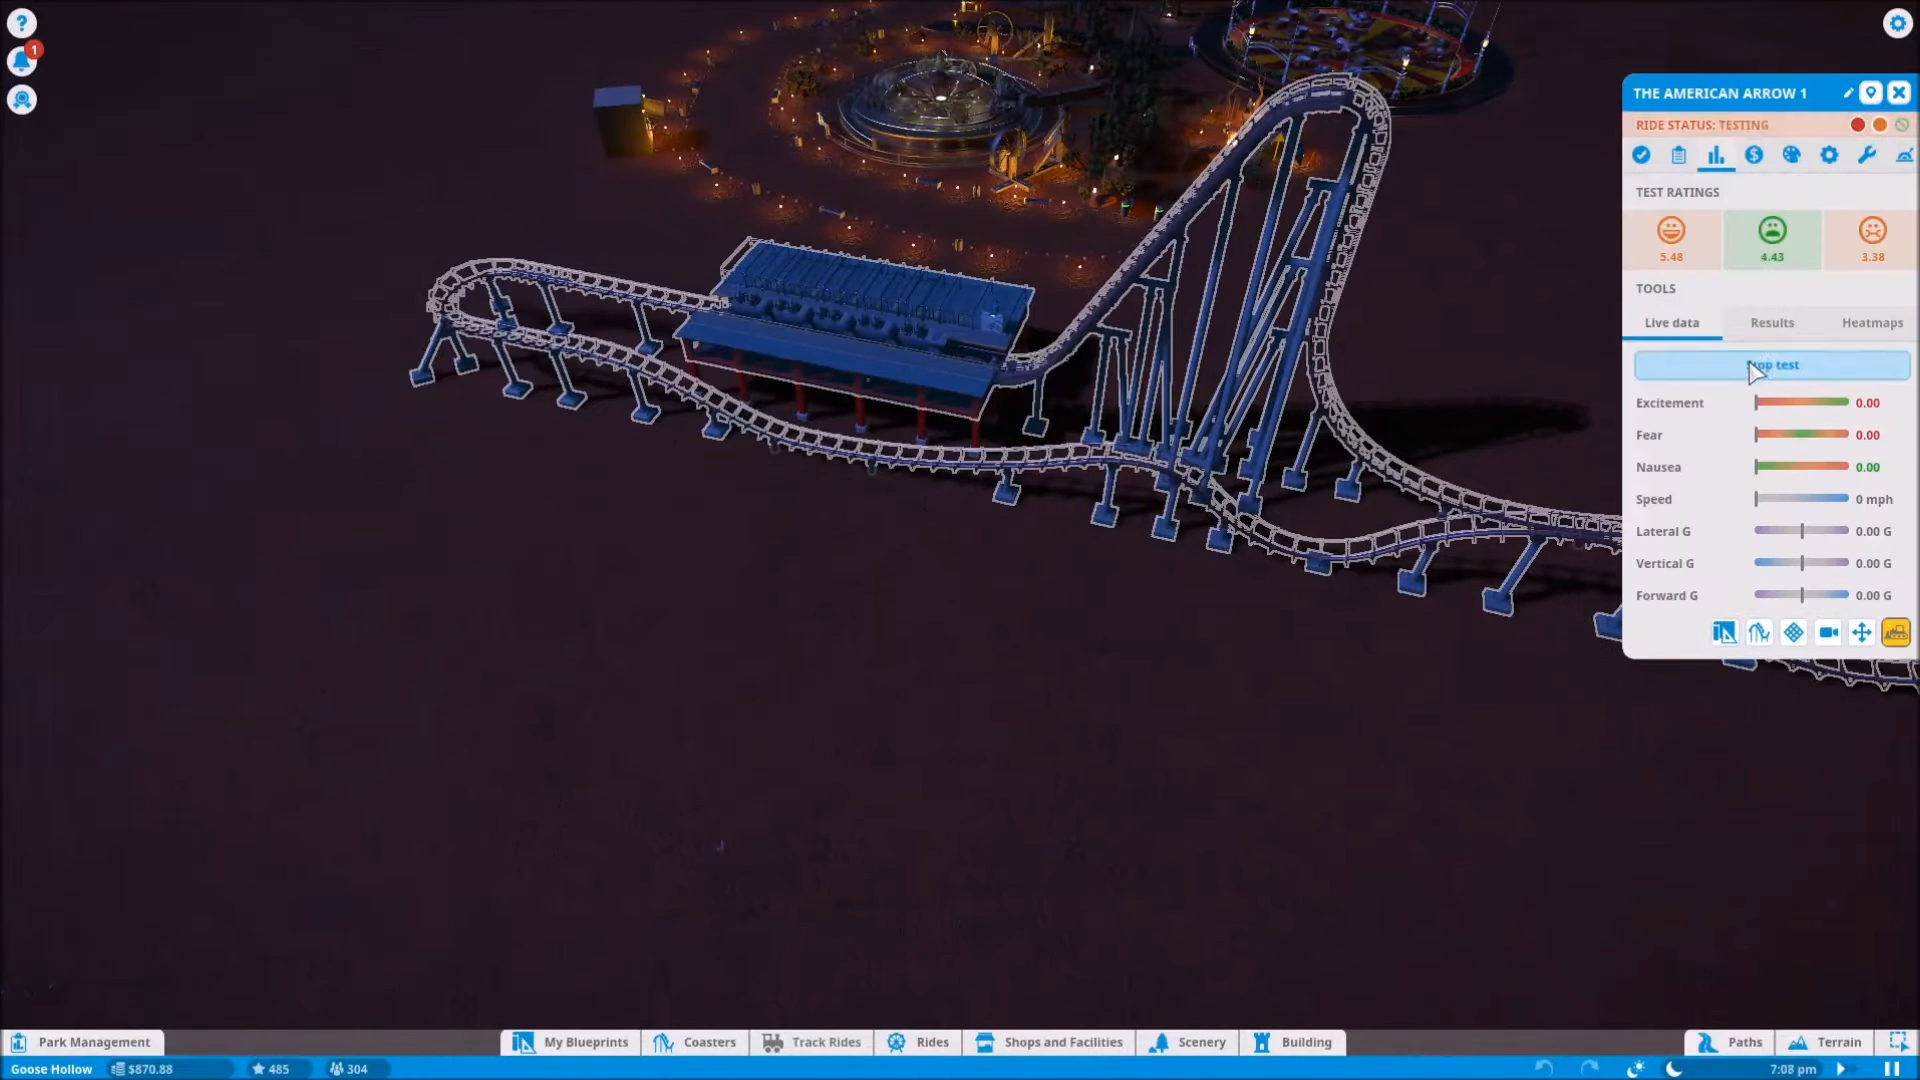 ?
1
THE AMERICAN ARROW 1
RIDE STATUS: TESTING
TEST RATINGS
5.48 4.43 3.38
TOOLS
Live data Results Heatmaps
test
Excitement 0.00
Fear 0.00
Nausea 0.00
Speed 0 mph
Lateral G 0.00 G
Vertical G 0.00 G
Forward G 0.00 G
Park Management My Blueprints Coasters Track Rides Rides Shops and Facilities Scenery Building Paths Terrain
Goose Hollow $870.88 485 304 7:08 pm